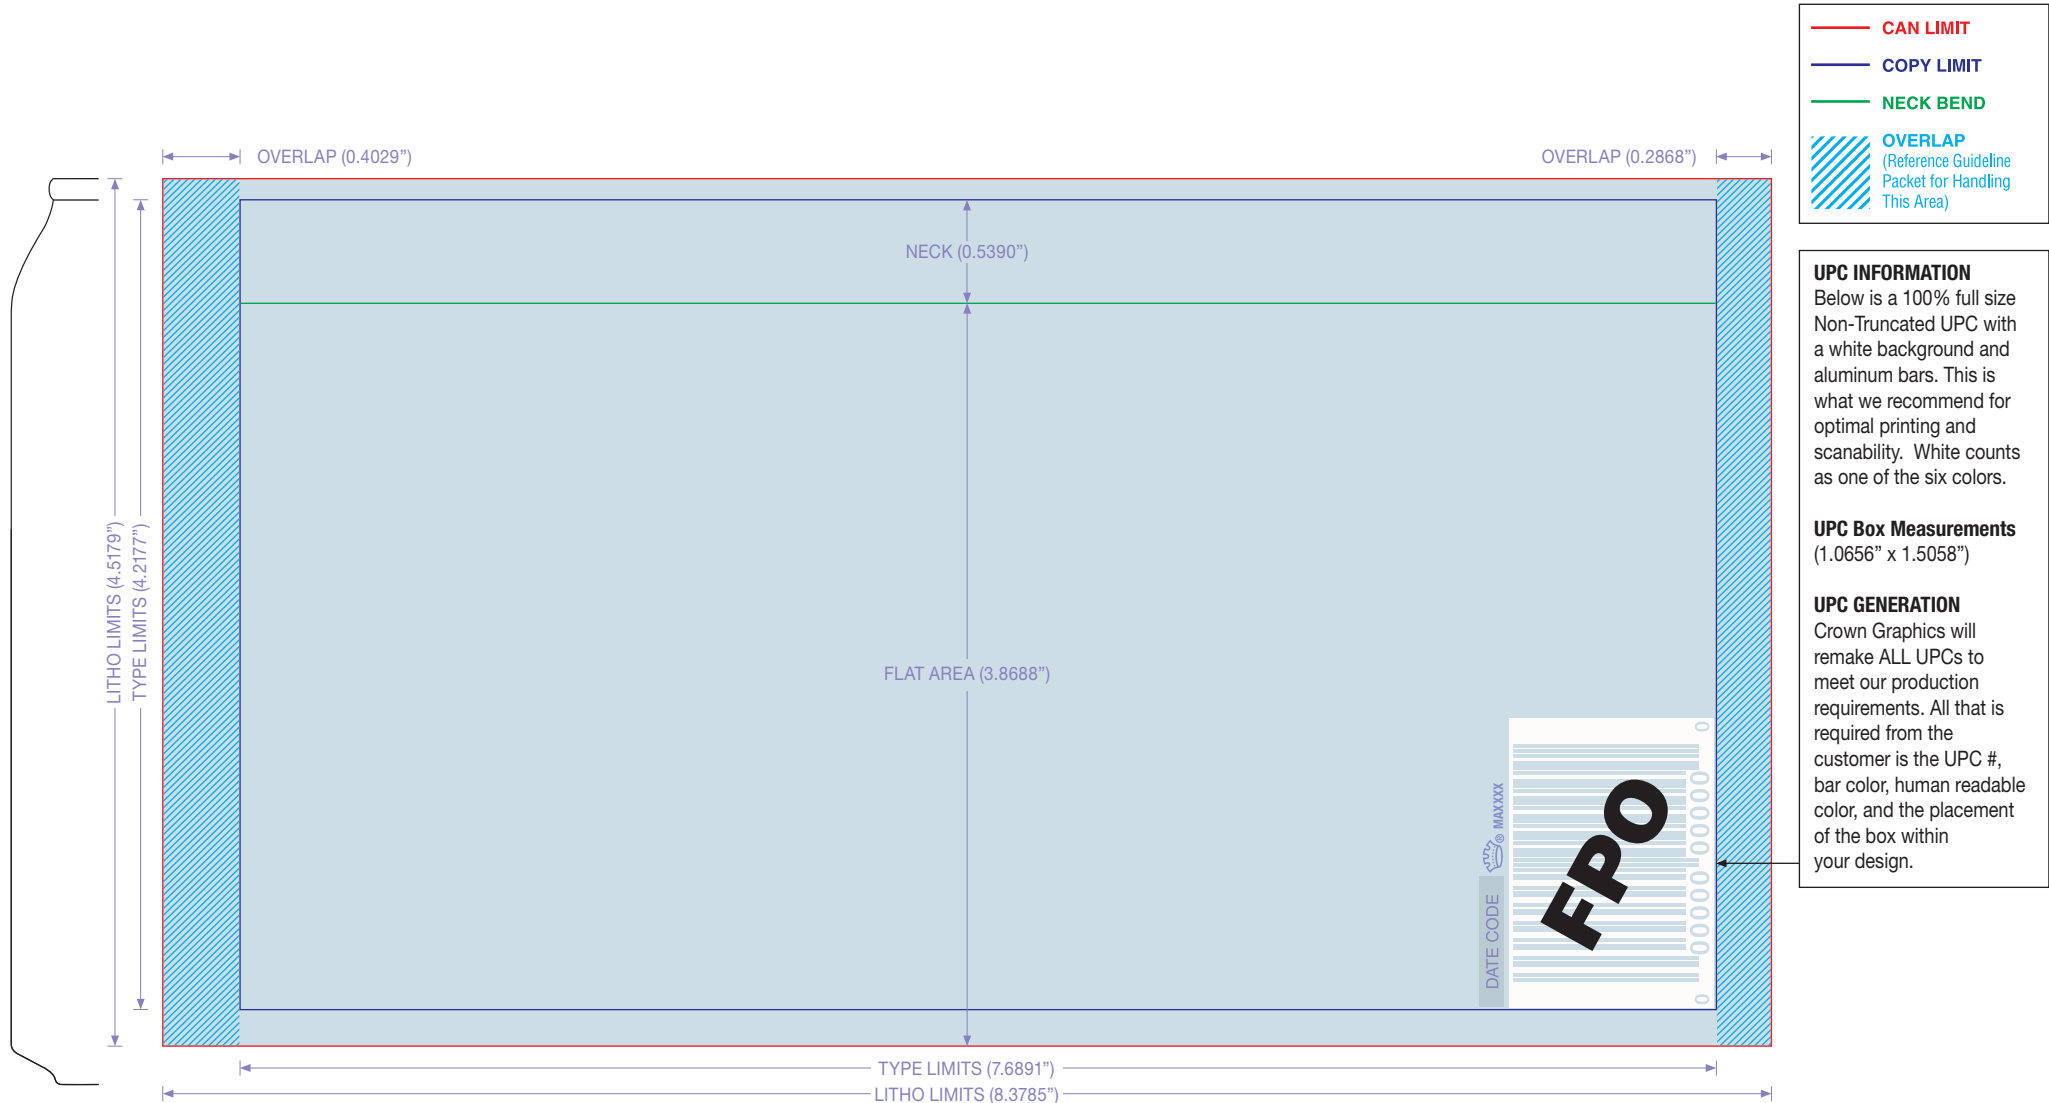 CAN LIMIT
COPY LIMIT
NECK BEND
OVERLAP
(Reference Guideline
Packet for Handling
This Area)
OVERLAP (0.4029”)
OVERLAP (0.2868”)
NECK (0.5390”)
FLAT AREA (3.8688”)
LITHO LIMITS (4.5179”)
TYPE LIMITS (4.2177”)
TYPE LIMITS (7.6891”)
LITHO LIMITS (8.3785”)
DATE CODE
® MAXXXX
FPO
0 00000 00000 0
UPC INFORMATION
Below is a 100% full size
Non-Truncated UPC with
a white background and
aluminum bars. This is
what we recommend for
optimal printing and
scanability. White counts
as one of the six colors.
UPC Box Measurements
(1.0656” x 1.5058”)
UPC GENERATION
Crown Graphics will
remake ALL UPCs to
meet our production
requirements. All that is
required from the
customer is the UPC #,
bar color, human readable
color, and the placement
of the box within
your design.